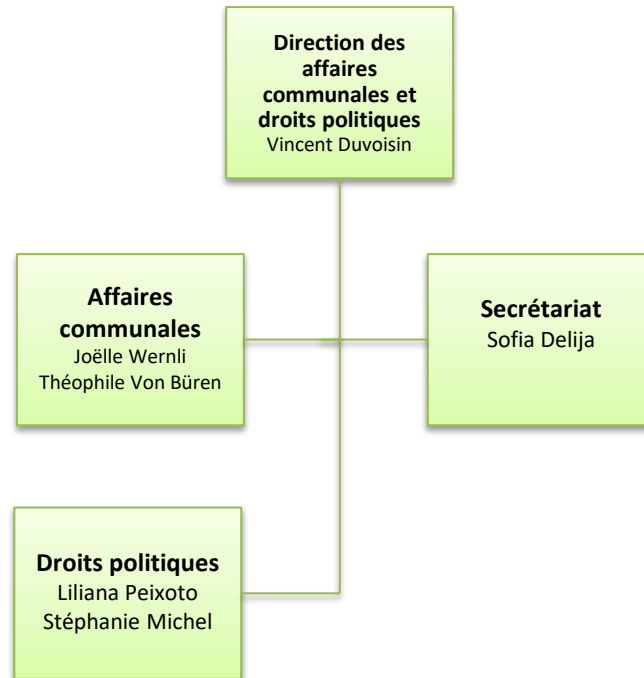 Direction des
affaires
communales et
droits politiques
Vincent Duvoisin
Affaires
communales
Joëlle Wernli
Théophile Von Büren
Secrétariat
Sofia Delija
Droits politiques
Liliana Peixoto
Stéphanie Michel